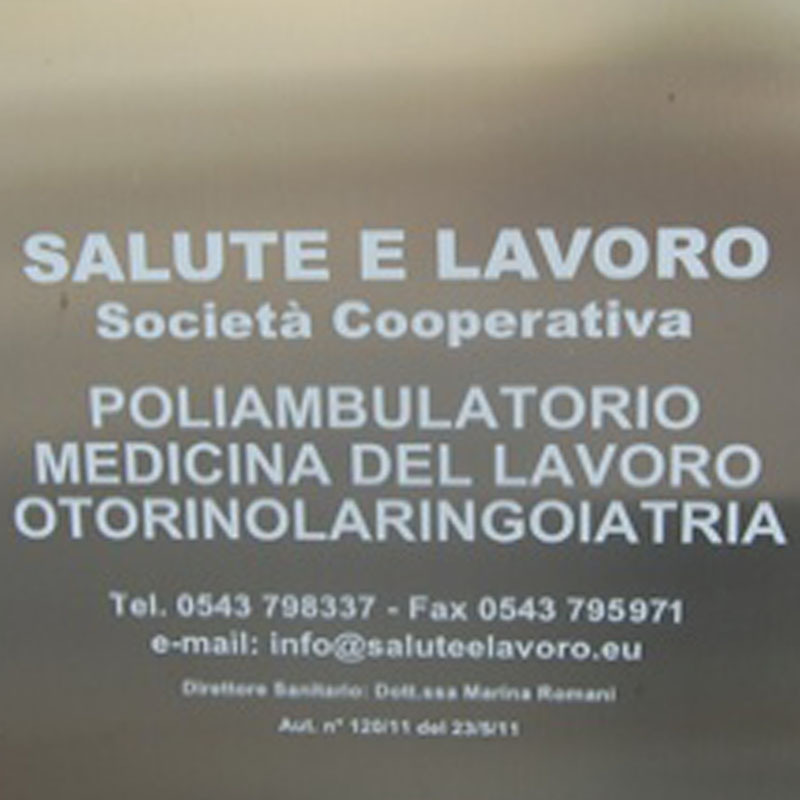 SALUTE E LAVORO
Società Cooperativa
POLIAMBULATORIO
MEDICINA DEL LAVORO
OTORINOLARINGOIATRIA
Tel. 0543 798337 - Fax 0543 795971
e-mail: info@saluteelavoro.eu
Direttore Sanitario: Dott.ssa Marina Romani
Aut. n° 120/11 del 23/5/11